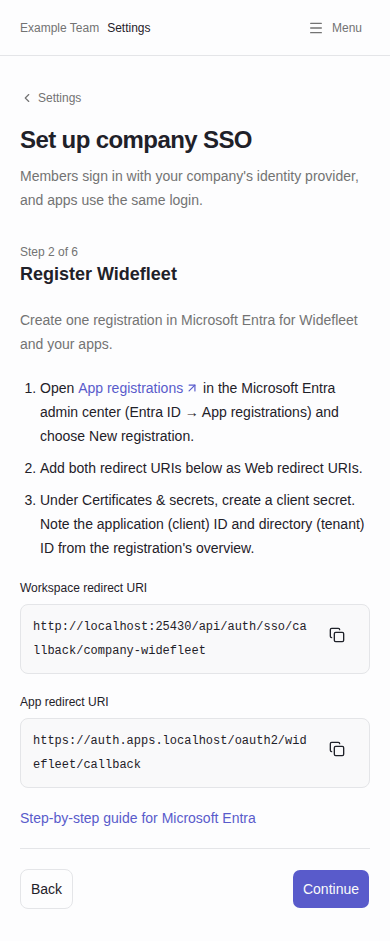 Example Team Settings
Menu
Settings
Set up company SSO
Members sign in with your company's identity provider,
and apps use the same login.
Step 2 of 6
Register Widefleet
Create one registration in Microsoft Entra for Widefleet
and your apps.
1. Open App registrations ↗ in the Microsoft Entra
admin center (Entra ID → App registrations) and
choose New registration.
2. Add both redirect URIs below as Web redirect URIs.
3. Under Certificates & secrets, create a client secret.
Note the application (client) ID and directory (tenant)
ID from the registration's overview.
Workspace redirect URI
http://localhost:25430/api/auth/sso/ca
llback/company-widefleet
App redirect URI
https://auth.apps.localhost/oauth2/wid
efleet/callback
Step-by-step guide for Microsoft Entra
Back
Continue